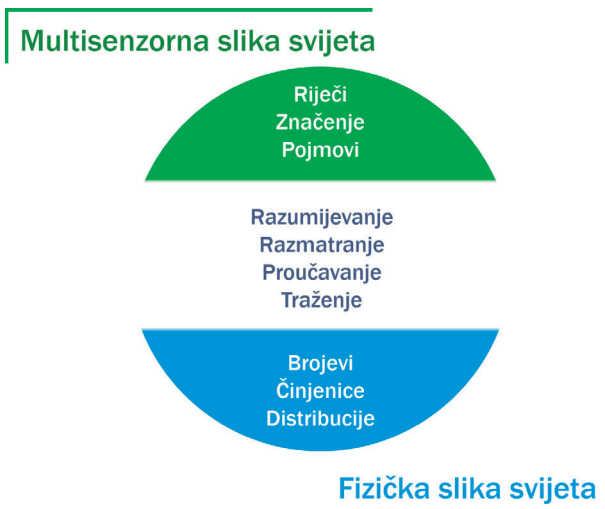 Multisenzorna slika svijeta
Riječi
Značenje
Pojmovi
Razumijevanje
Razmatranje
Proučavanje
Traženje
Brojevi
Činjenice
Distribucije
Fizička slika svijeta